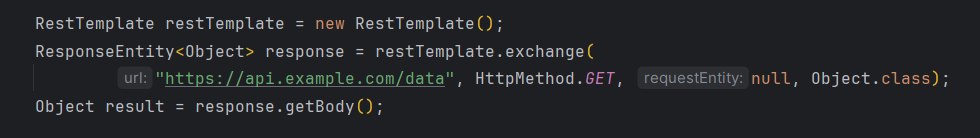 RestTemplate restTemplate = new RestTemplate();
ResponseEntity<Object> response = restTemplate.exchange(
url: "https://api.example.com/data", HttpMethod.GET, requestEntity: null, Object.class);
Object result = response.getBody();